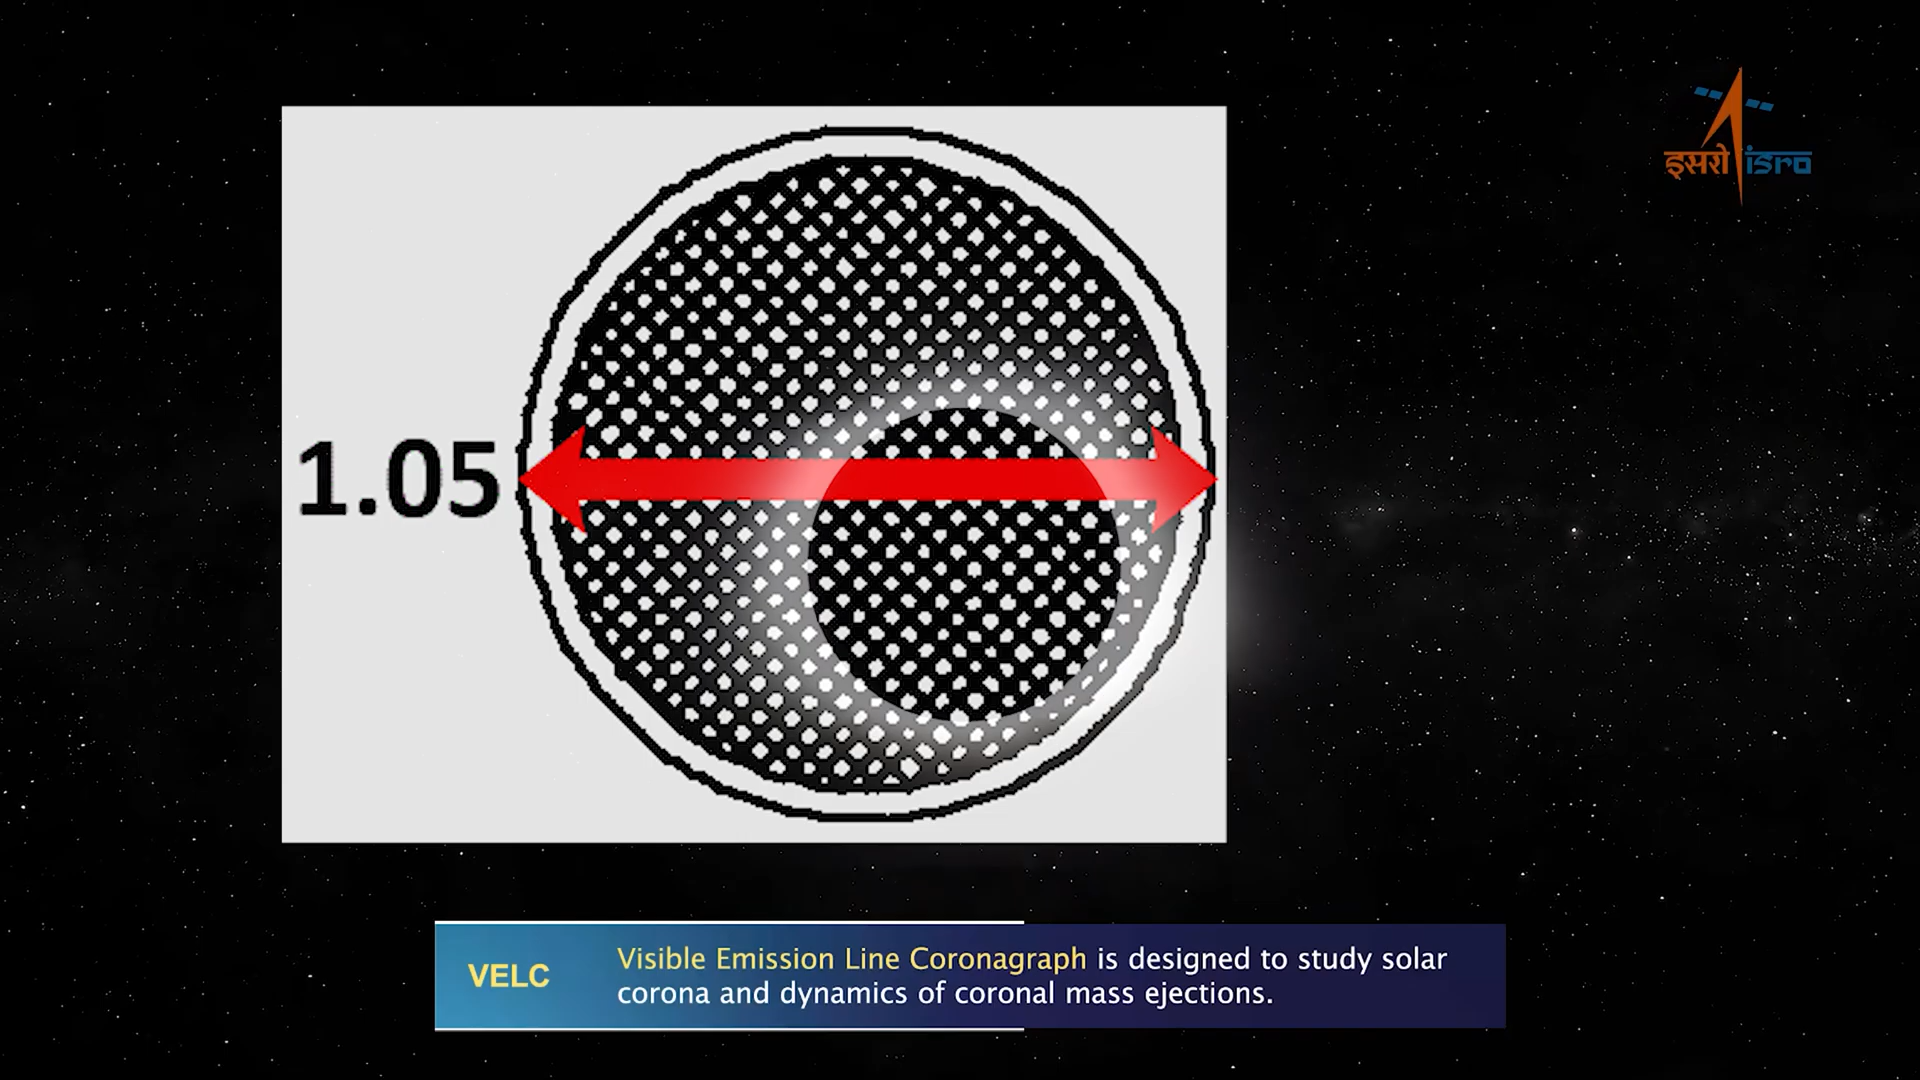 इसरो isro
1.05
VELC
Visible Emission Line Coronagraph is designed to study solar
corona and dynamics of coronal mass ejections.